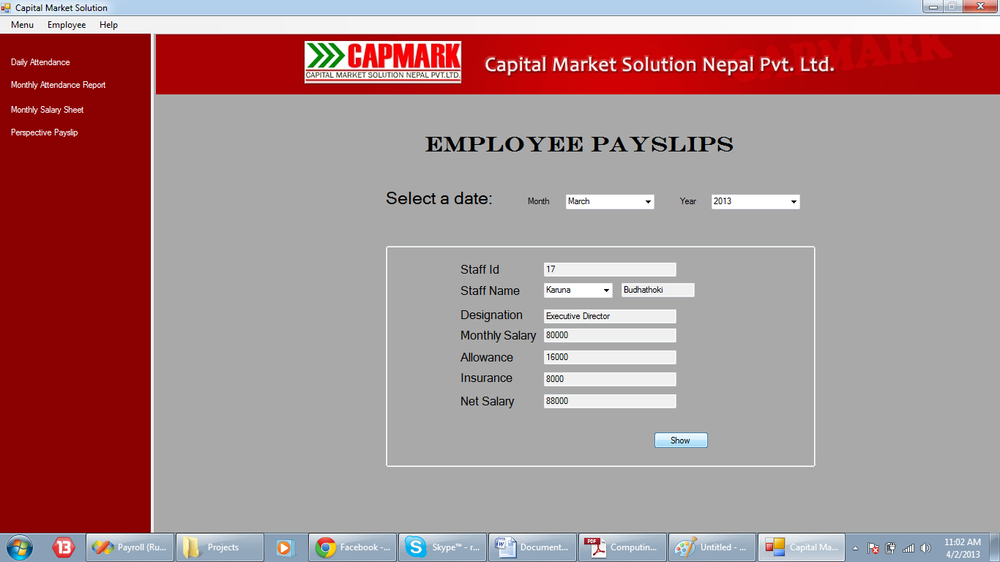 Capital Market Solution
Menu Employee Help
Daily Attendance
Monthly Attendance Report
Monthly Salary Sheet
Perspective Payslip
CAPMARK
CAPITAL MARKET SOLUTION NEPAL PVT.LTD.
Capital Market Solution Nepal Pvt. Ltd.
CAPMARK
EMPLOYEE PAYSLIPS
Select a date: Month March Year 2013
Staff Id 17
Staff Name Karuna Budhathoki
Designation Executive Director
Monthly Salary 80000
Allowance 16000
Insurance 8000
Net Salary 88000
Show
13 Payroll (Ru... Projects Facebook -... Skype™ - r... Document... PDF Computin... Untitled - ... Capital Ma... 11:02 AM
4/2/2013